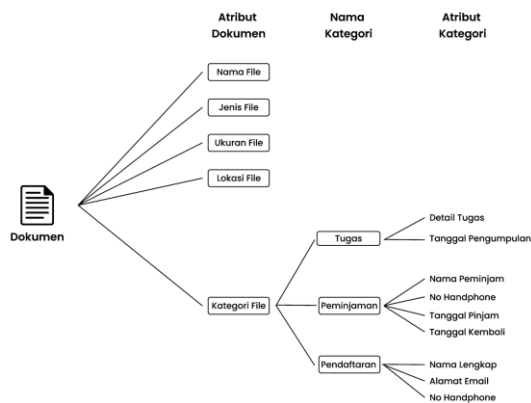 Atribut
Dokumen
Nama
Kategori
Atribut
Kategori
Nama File
Jenis File
Ukuran File
Lokasi File
Dokumen
Kategori File
Tugas
Detail Tugas
Tanggal Pengumpulan
Peminjaman
Nama Peminjam
No Handphone
Tanggal Pinjam
Tanggal Kembali
Pendaftaran
Nama Lengkap
Alamat Email
No Handphone